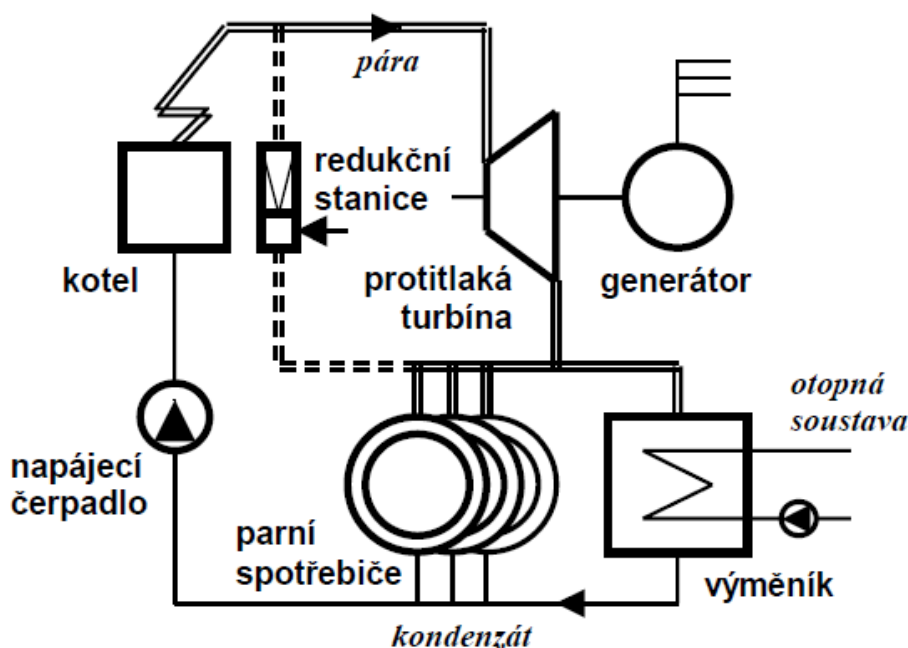 pára
redukční
stanice
kotel
protitlaká
turbína
generátor
otopná
soustava
napájecí
čerpadlo
parní
spotřebiče
výměník
kondenzát